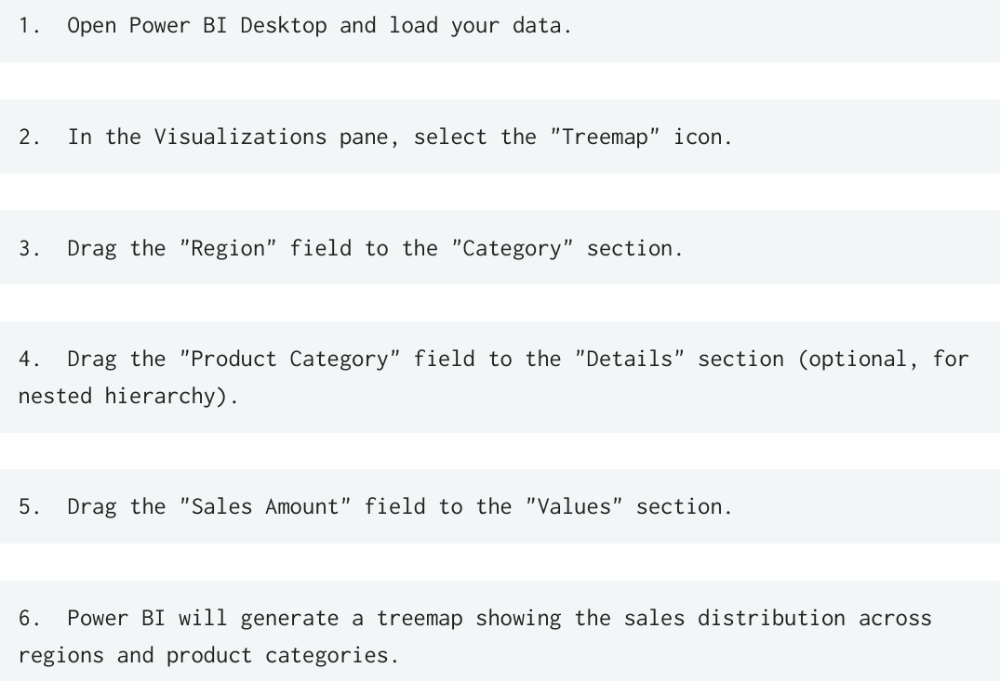 1.  Open Power BI Desktop and load your data.
2.  In the Visualizations pane, select the "Treemap" icon.
3.  Drag the "Region" field to the "Category" section.
4.  Drag the "Product Category" field to the "Details" section (optional, for
nested hierarchy).
5.  Drag the "Sales Amount" field to the "Values" section.
6.  Power BI will generate a treemap showing the sales distribution across
regions and product categories.